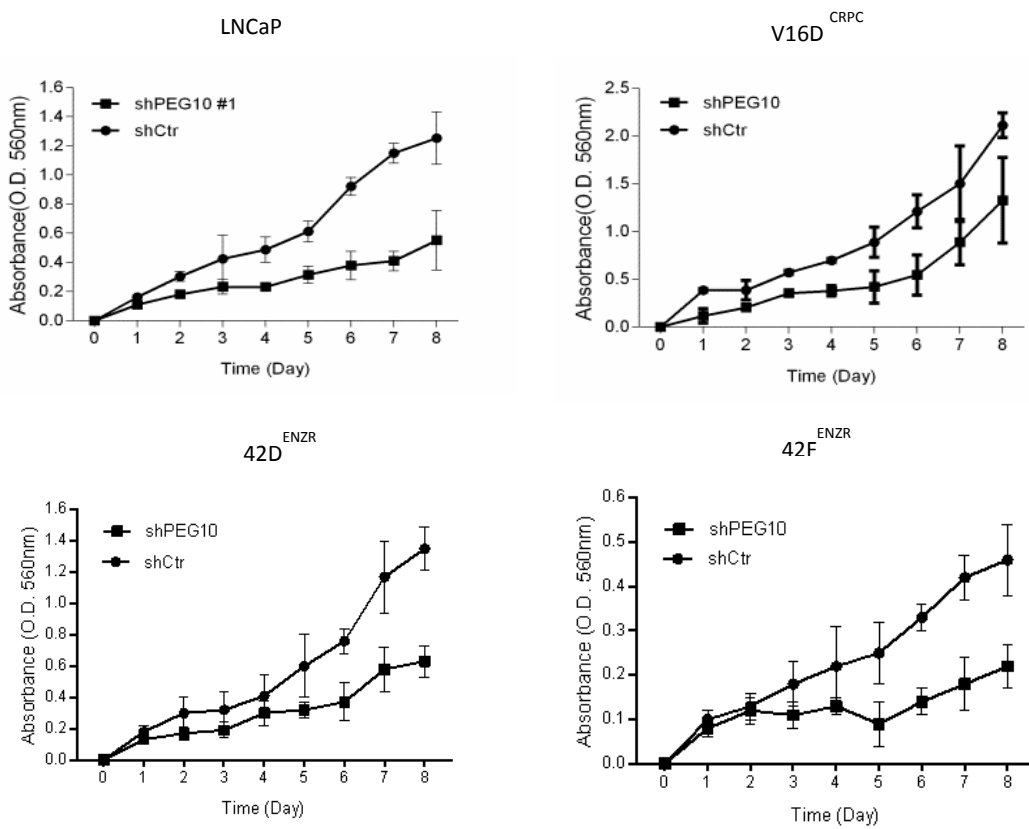 LNCaP
Absorbance(O.D. 560nm)
1.6
1.4
1.2
1.0
0.8
0.6
0.4
0.2
0.0
shPEG10 #1
shCtr
0 1 2 3 4 5 6 7 8
Time (Day)
V16D CRPC
Absorbance(O.D. 560nm)
2.5
2.0
1.5
1.0
0.5
0.0
shPEG10
shCtr
0 1 2 3 4 5 6 7 8
Time (Day)
42D ENZR
Absorbance (O.D. 560nm)
1.6
1.4
1.2
1.0
0.8
0.6
0.4
0.2
0.0
shPEG10
shCtr
0 1 2 3 4 5 6 7 8
Time (Day)
42F ENZR
Absorbance (O.D. 560nm)
0.6
0.5
0.4
0.3
0.2
0.1
0.0
shPEG10
shCtr
0 1 2 3 4 5 6 7 8
Time (Day)